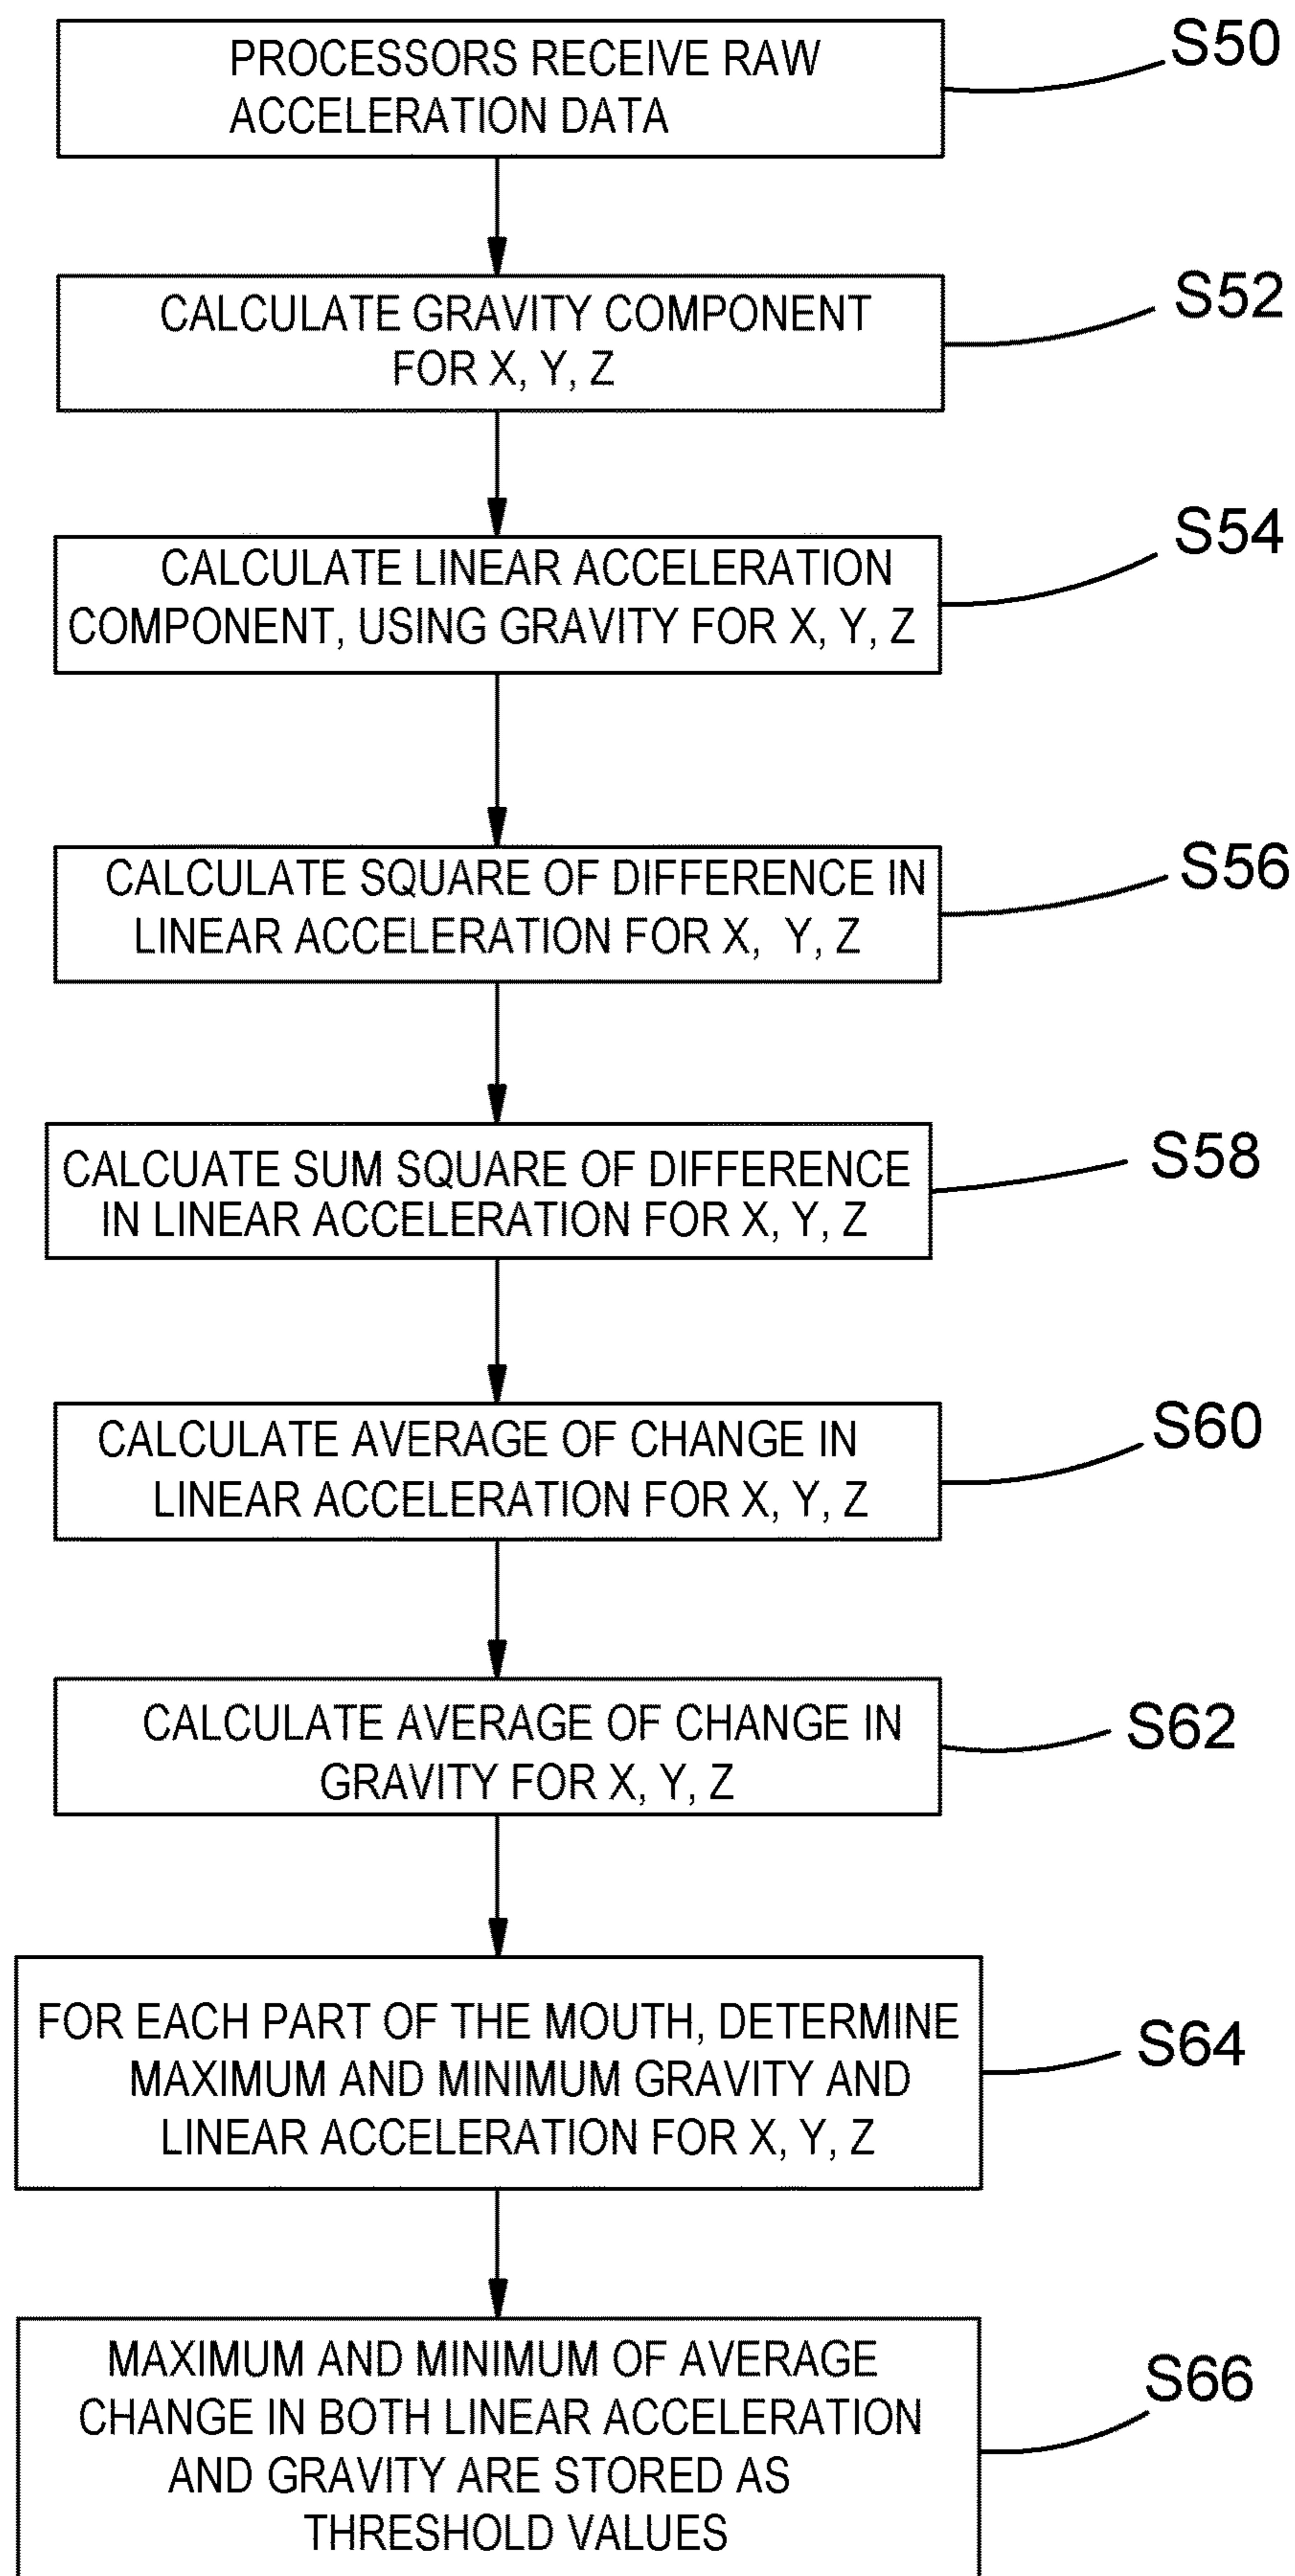 PROCESSORS RECEIVE RAW
ACCELERATION DATA
S50
CALCULATE GRAVITY COMPONENT
FOR X, Y, Z
S52
CALCULATE LINEAR ACCELERATION
COMPONENT, USING GRAVITY FOR X, Y, Z
S54
CALCULATE SQUARE OF DIFFERENCE IN
LINEAR ACCELERATION FOR X, Y, Z
S56
CALCUATE SUM SQUARE OF DIFFERENCE
IN LINEAR ACCELERATION FOR X, Y, Z
S58
CALCULATE AVERAGE OF CHANGE IN
LINEAR ACCELERATION FOR X, Y, Z
S60
CALCULATE AVERAGE OF CHANGE IN
GRAVITY FOR X, Y, Z
S62
FOR EACH PART OF THE MOUTH, DETERMINE
MAXIMUM AND MINIMUM GRAVITY AND
LINEAR ACCELERATION FOR X, Y, Z
S64
MAXIMUM AND MINIMUM OF AVERAGE
CHANGE IN BOTH LINEAR ACCELERATION
AND GRAVITY ARE STORED AS
THRESHOLD VALUES
S66